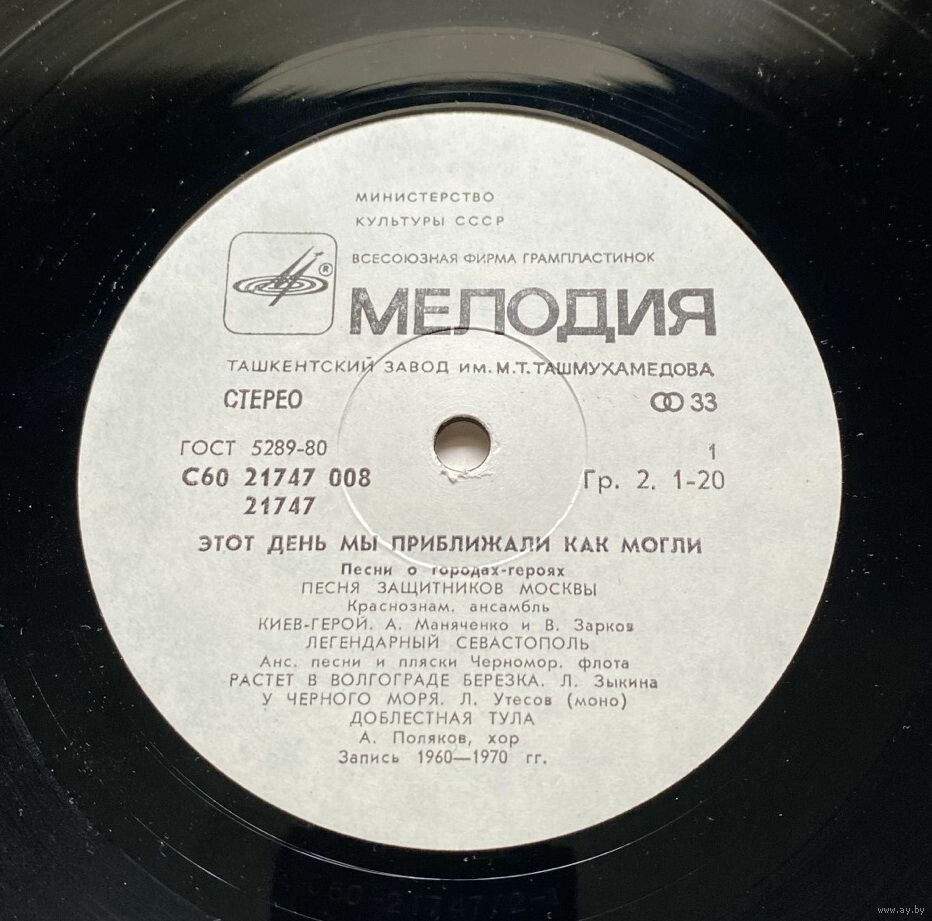 МИНИСТЕРСТВО
КУЛЬТУРЫ СССР
ВСЕСОЮЗНАЯ ФИРМА ГРАМПЛАСТИНОК
®
МЕЛОДИЯ
ТАШКЕНТСКИЙ ЗАВОД им. М.Т. ТАШМУХАМЕДОВА
СТЕРЕО 33
ГОСТ 5289-80 1
С60 21747 008 Гр. 2. 1-20
21747
ЭТОТ ДЕНЬ МЫ ПРИБЛИЖАЛИ КАК МОГЛИ
Песни о городах-героях
ПЕСНЯ ЗАЩИТНИКОВ МОСКВЫ
Краснознам. ансамбль
КИЕВ-ГЕРОЙ. А. Маняченко и В. Зарков
ЛЕГЕНДАРНЫЙ СЕВАСТОПОЛЬ
Анс. песни и пляски Черномор. флота
РАСТЕТ В ВОЛГОГРАДЕ БЕРЕЗКА. Л. Зыкина
У ЧЕРНОГО МОРЯ. Л. Утесов (моно)
ДОБЛЕСТНАЯ ТУЛА
А. Поляков, хор
Запись 1960—1970 гг.
www.ay.by